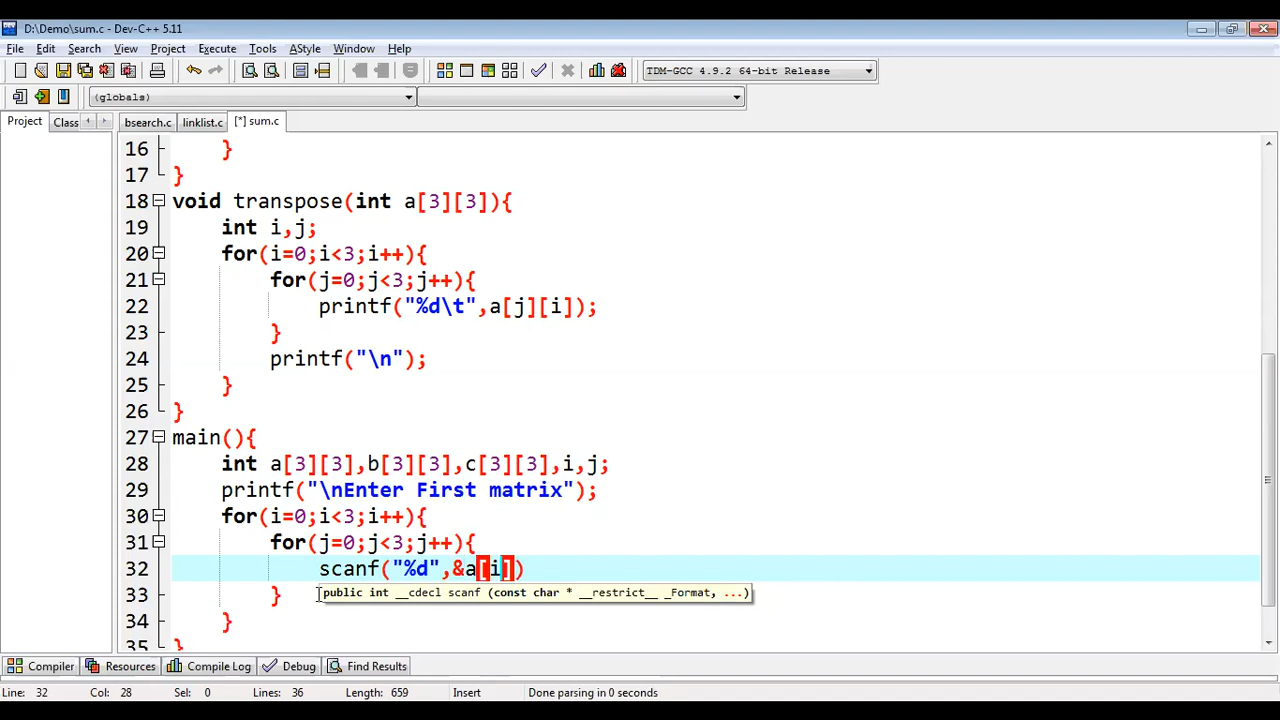 D:\Demo\sum.c - Dev-C++ 5.11
File Edit Search View Project Execute Tools AStyle Window Help
TDM-GCC 4.9.2 64-bit Release
(globals)
Project Class bsearch.c linklist.c [*] sum.c
16 }
17 }
18 void transpose(int a[3][3]){
19 int i,j;
20 for(i=0;i<3;i++){
21 for(j=0;j<3;j++){
22 printf("%d\t",a[j][i]);
23 }
24 printf("\n");
25 }
26 }
27 main(){
28 int a[3][3],b[3][3],c[3][3],i,j;
29 printf("\nEnter First matrix");
30 for(i=0;i<3;i++){
31 for(j=0;j<3;j++){
32 scanf("%d",&a[i])
33 } public int __cdecl scanf (const char * __restrict__ _Format, ...)
34 }
35 }
Compiler Resources Compile Log Debug Find Results
Line: 32 Col: 28 Sel: 0 Lines: 36 Length: 659 Insert Done parsing in 0 seconds